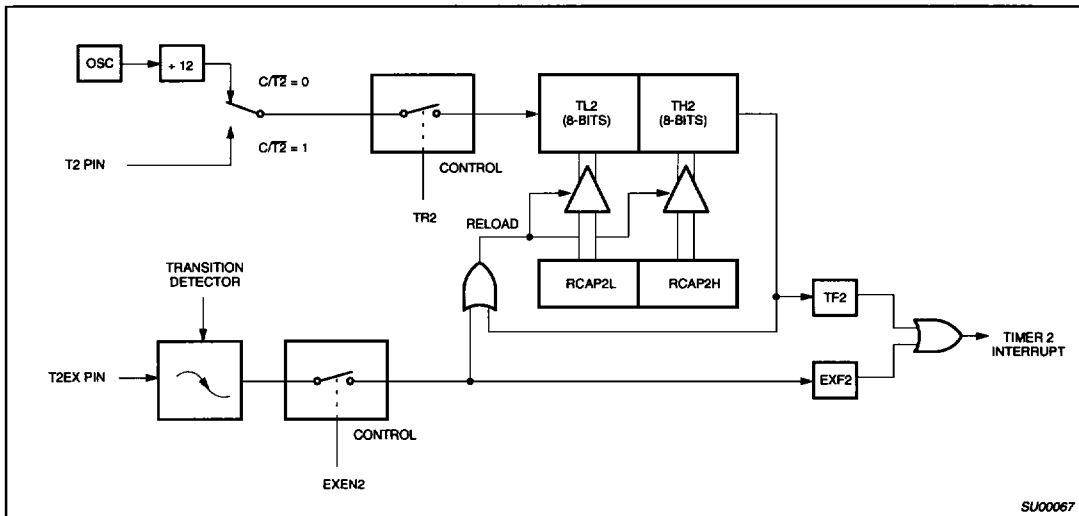 OSC
÷ 12
C/T2̅ = 0
C/T2̅ = 1
T2 PIN
CONTROL
TR2
TL2
(8-BITS)
TH2
(8-BITS)
RELOAD
RCAP2L
RCAP2H
TRANSITION
DETECTOR
T2EX PIN
CONTROL
EXEN2
TF2
EXF2
TIMER 2
INTERRUPT
SU00067